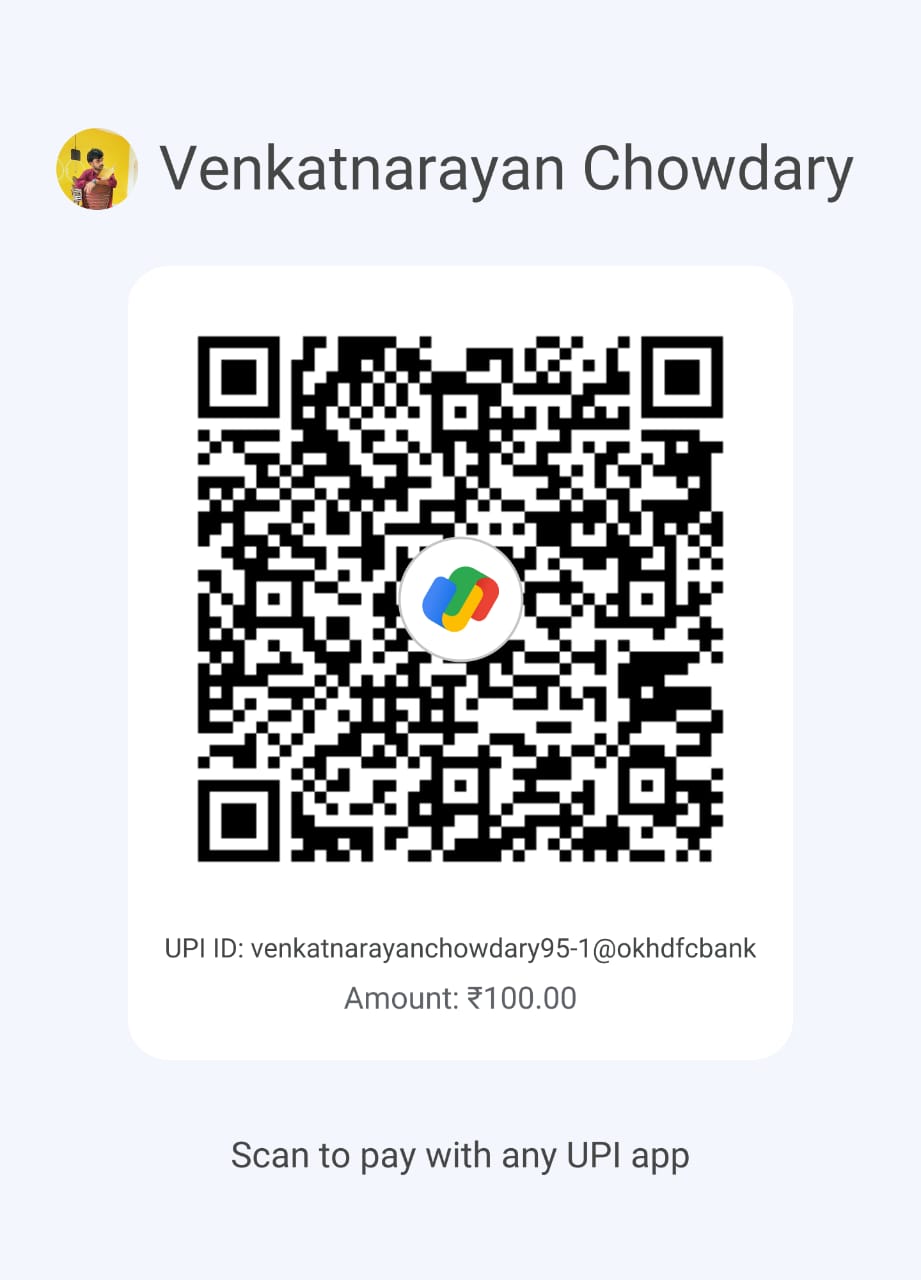 Venkatnarayan Chowdary
UPI ID: venkatnarayanchowdary95-1@okhdfcbank
Amount: ₹100.00
Scan to pay with any UPI app